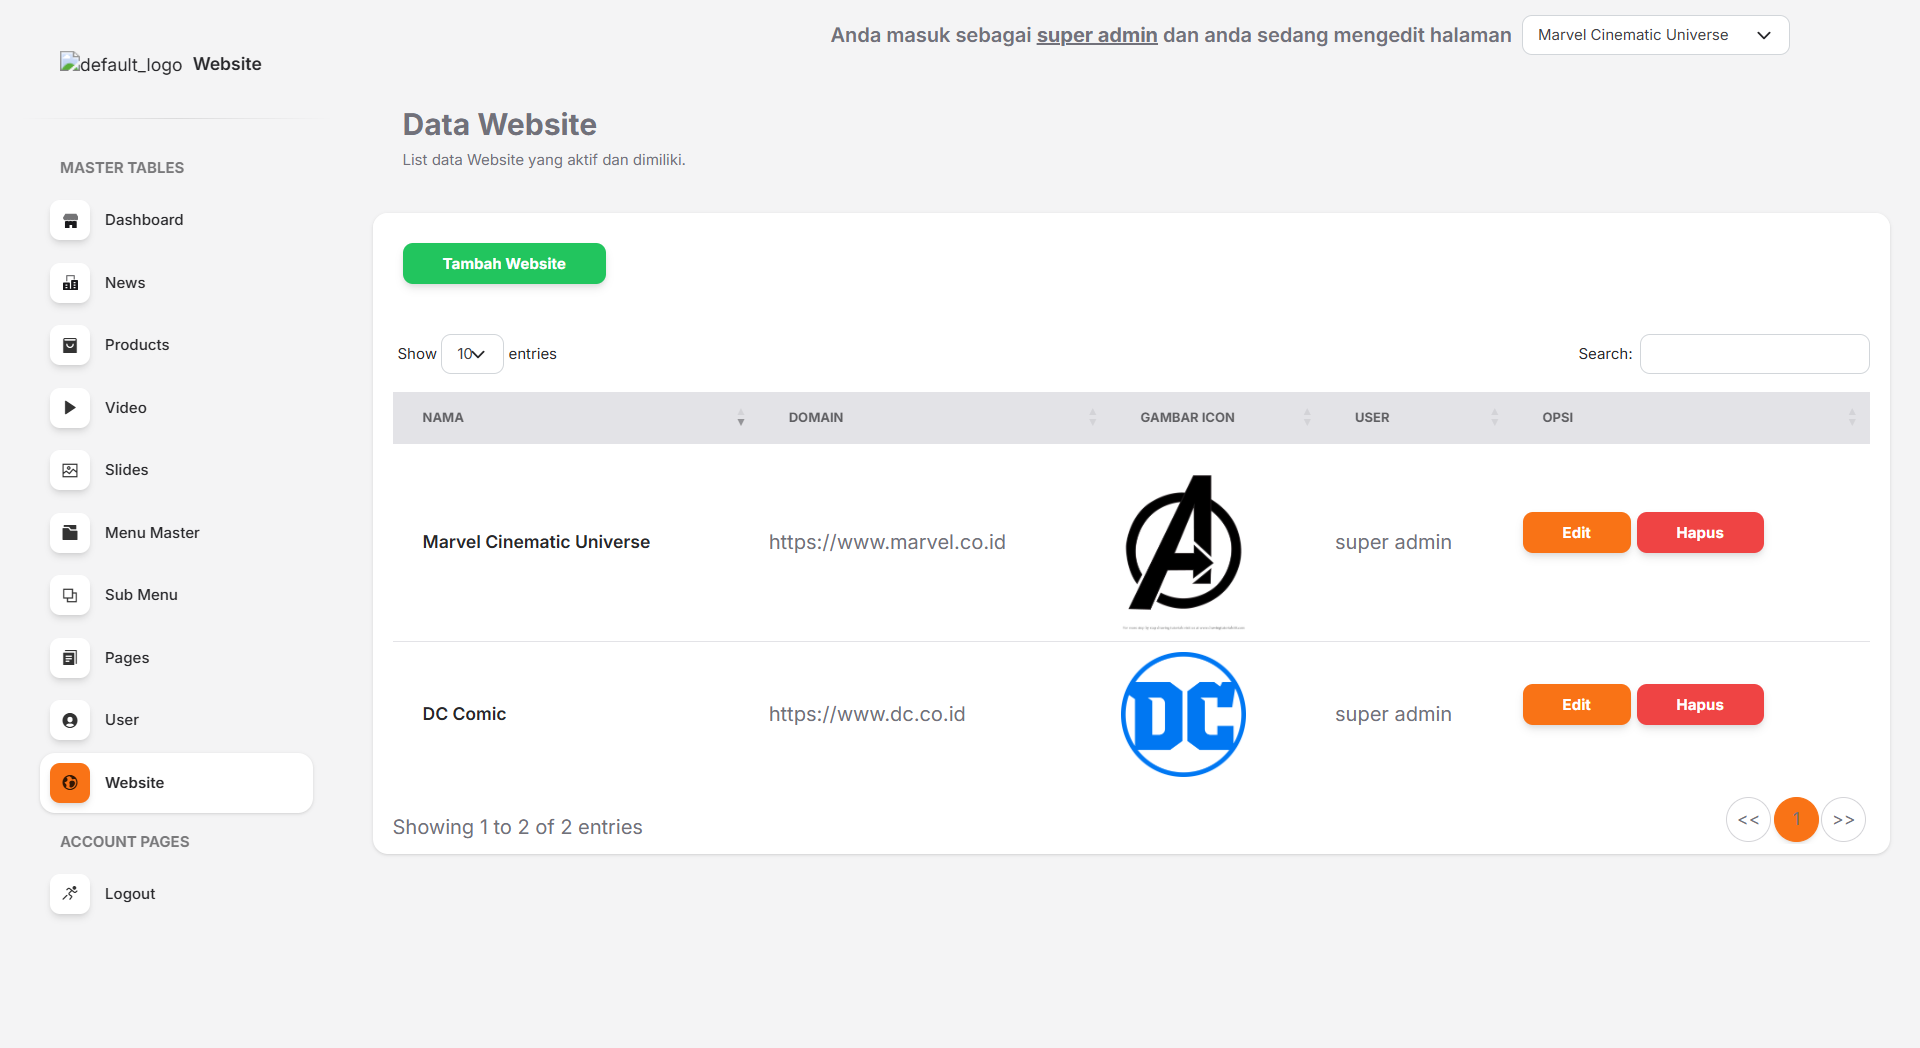 Anda masuk sebagai super admin dan anda sedang mengedit halaman
Marvel Cinematic Universe
default_logo
Website
Data Website
List data Website yang aktif dan dimiliki.
MASTER TABLES
Dashboard
News
Products
Video
Slides
Menu Master
Sub Menu
Pages
User
Website
ACCOUNT PAGES
Logout
Tambah Website
Show 10 entries
Search:
NAMA DOMAIN GAMBAR ICON USER OPSI
Marvel Cinematic Universe https://www.marvel.co.id A super admin Edit Hapus
DC Comic https://www.dc.co.id DC super admin Edit Hapus
Showing 1 to 2 of 2 entries
<< 1 >>